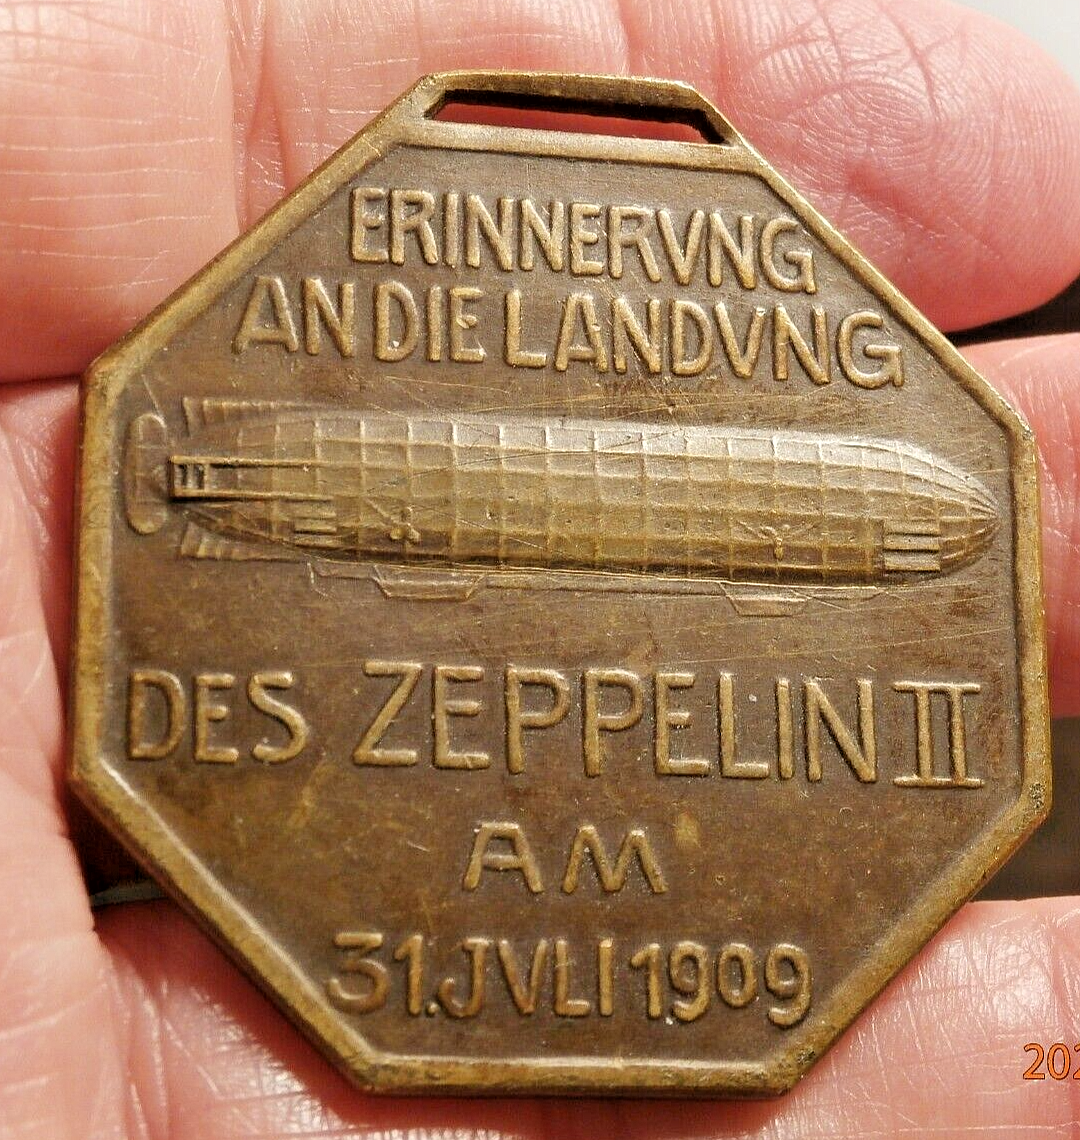 ERINNERVNG
AN DIE LANDVNG
DES ZEPPELIN II
AM
31. JVLI 1909
202